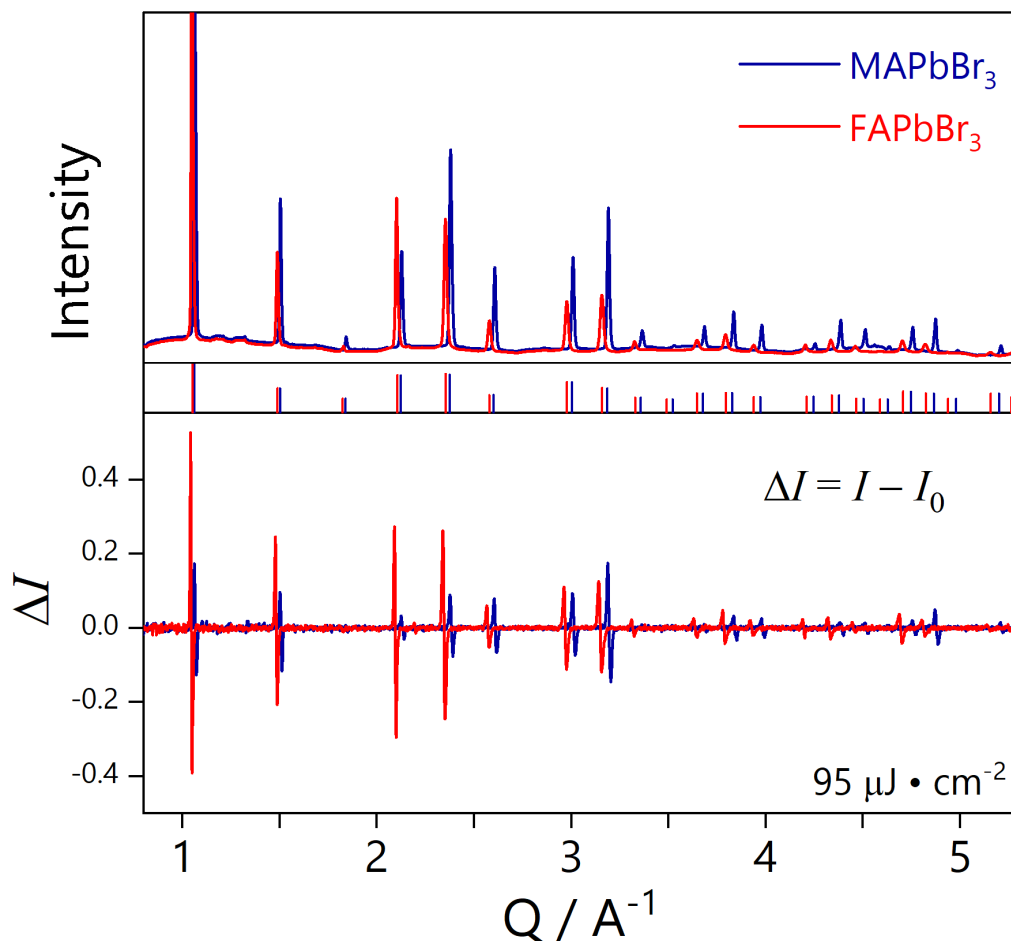 MAPbBr₃
FAPbBr₃
Intensity
ΔI = I – I₀
0.4
0.2
0.0
-0.2
-0.4
ΔI
95 μJ • cm⁻²
1 2 3 4 5
Q / A⁻¹